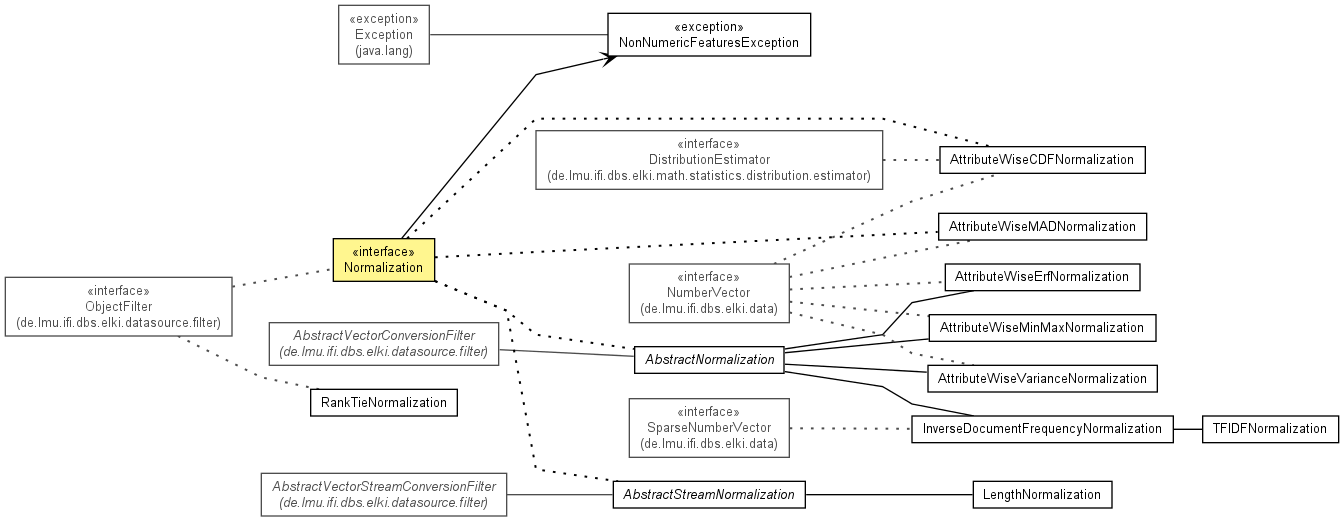 «exception»
Exception
(java.lang)
«exception»
NonNumericFeaturesException
«interface»
DistributionEstimator
(de.lmu.ifi.dbs.elki.math.statistics.distribution.estimator)
AttributeWiseCDFNormalization
AttributeWiseMADNormalization
«interface»
Normalization
«interface»
NumberVector
(de.lmu.ifi.dbs.elki.data)
AttributeWiseErfNormalization
«interface»
ObjectFilter
(de.lmu.ifi.dbs.elki.datasource.filter)
AttributeWiseMinMaxNormalization
AbstractVectorConversionFilter
(de.lmu.ifi.dbs.elki.datasource.filter)
AbstractNormalization
AttributeWiseVarianceNormalization
RankTieNormalization
«interface»
SparseNumberVector
(de.lmu.ifi.dbs.elki.data)
InverseDocumentFrequencyNormalization
TFIDFNormalization
AbstractVectorStreamConversionFilter
(de.lmu.ifi.dbs.elki.datasource.filter)
AbstractStreamNormalization
LengthNormalization